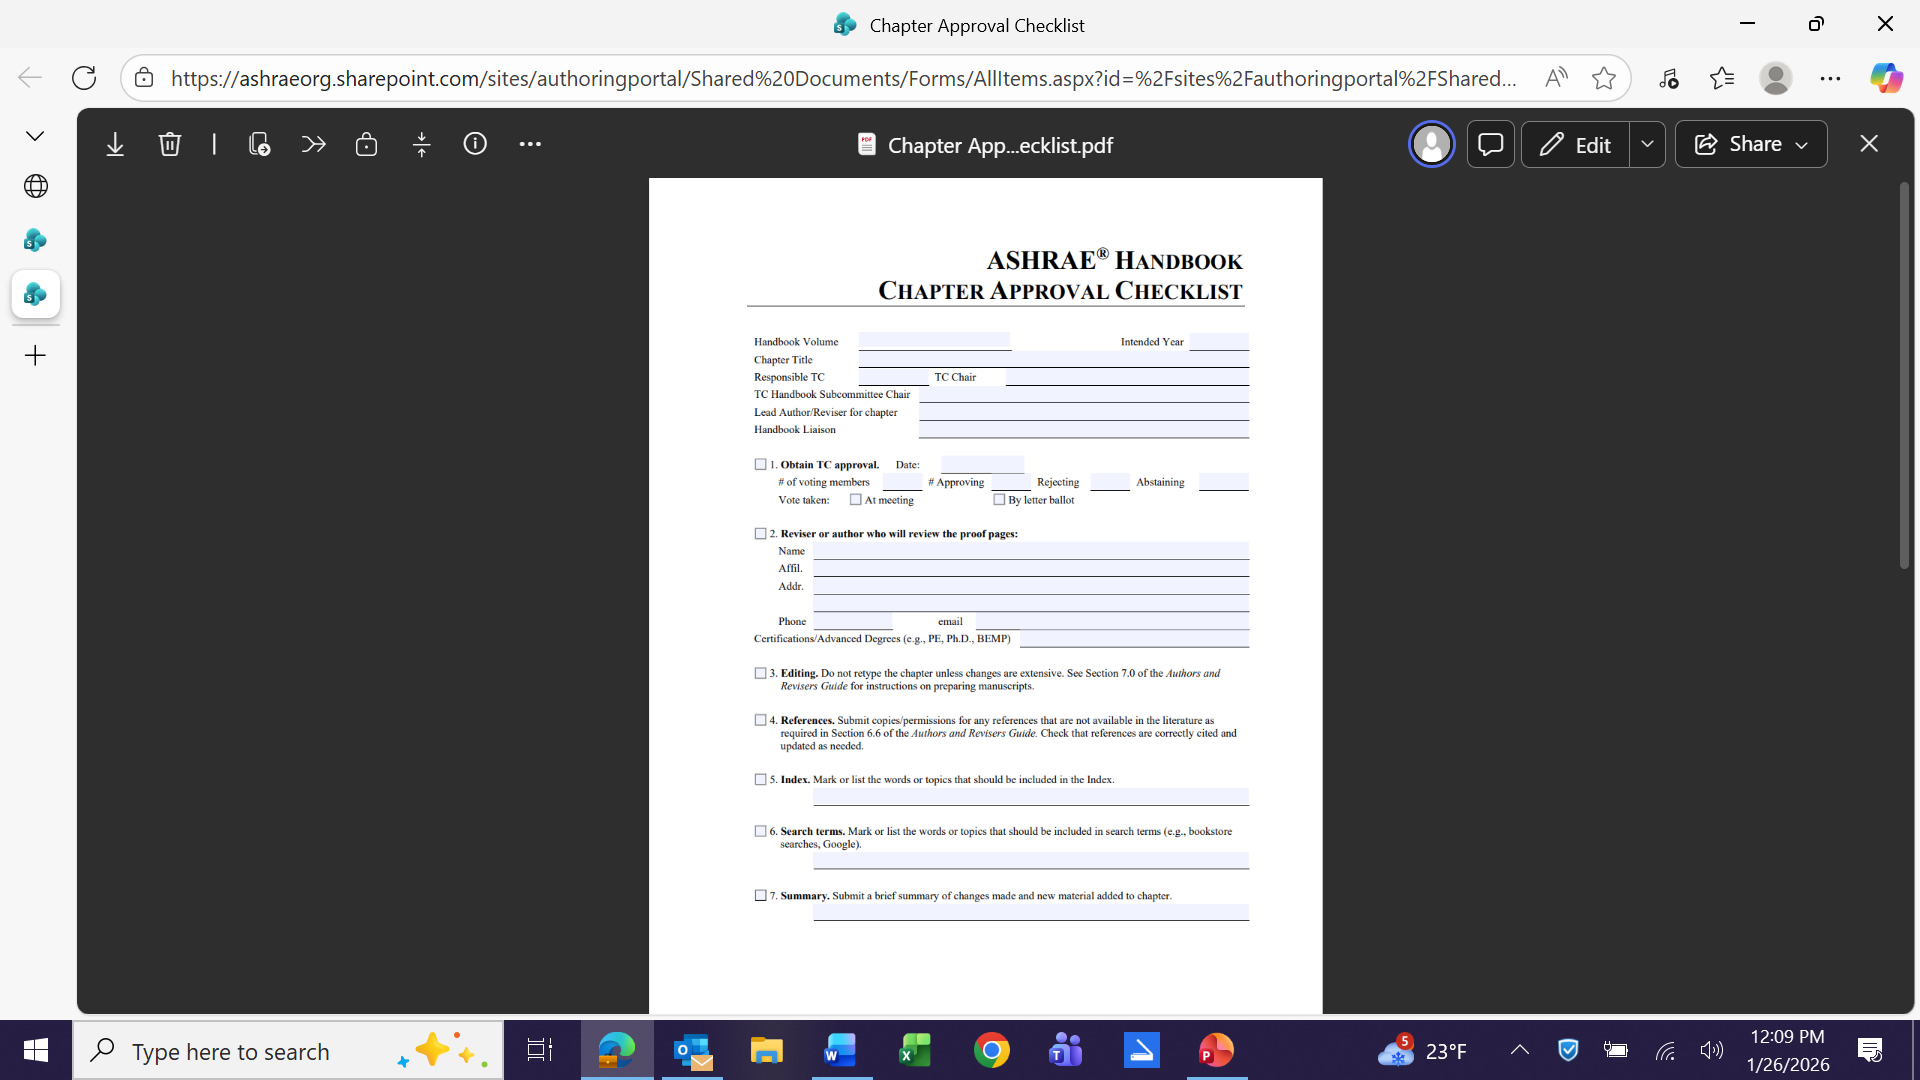 Chapter Approval Checklist
https://ashraeorg.sharepoint.com/sites/authoringportal/Shared%20Documents/Forms/AllItems.aspx?id=%2Fsites%2Fauthoringportal%2FShared...
PDF Chapter App...ecklist.pdf
Edit
Share
ASHRAE® HANDBOOK
CHAPTER APPROVAL CHECKLIST
Handbook Volume Intended Year
Chapter Title
Responsible TC TC Chair
TC Handbook Subcommittee Chair
Lead Author/Reviser for chapter
Handbook Liaison
1. Obtain TC approval. Date:
# of voting members # Approving Rejecting Abstaining
Vote taken: At meeting By letter ballot
2. Reviser or author who will review the proof pages:
Name
Affil.
Addr.
Phone email
Certifications/Advanced Degrees (e.g., PE, Ph.D., BEMP)
3. Editing. Do not retype the chapter unless changes are extensive. See Section 7.0 of the Authors and
Revisers Guide for instructions on preparing manuscripts.
4. References. Submit copies/permissions for any references that are not available in the literature as
required in Section 6.6 of the Authors and Revisers Guide. Check that references are correctly cited and
updated as needed.
5. Index. Mark or list the words or topics that should be included in the Index.
6. Search terms. Mark or list the words or topics that should be included in search terms (e.g., bookstore
searches, Google).
7. Summary. Submit a brief summary of changes made and new material added to chapter.
Type here to search
5
23°F
12:09 PM
1/26/2026